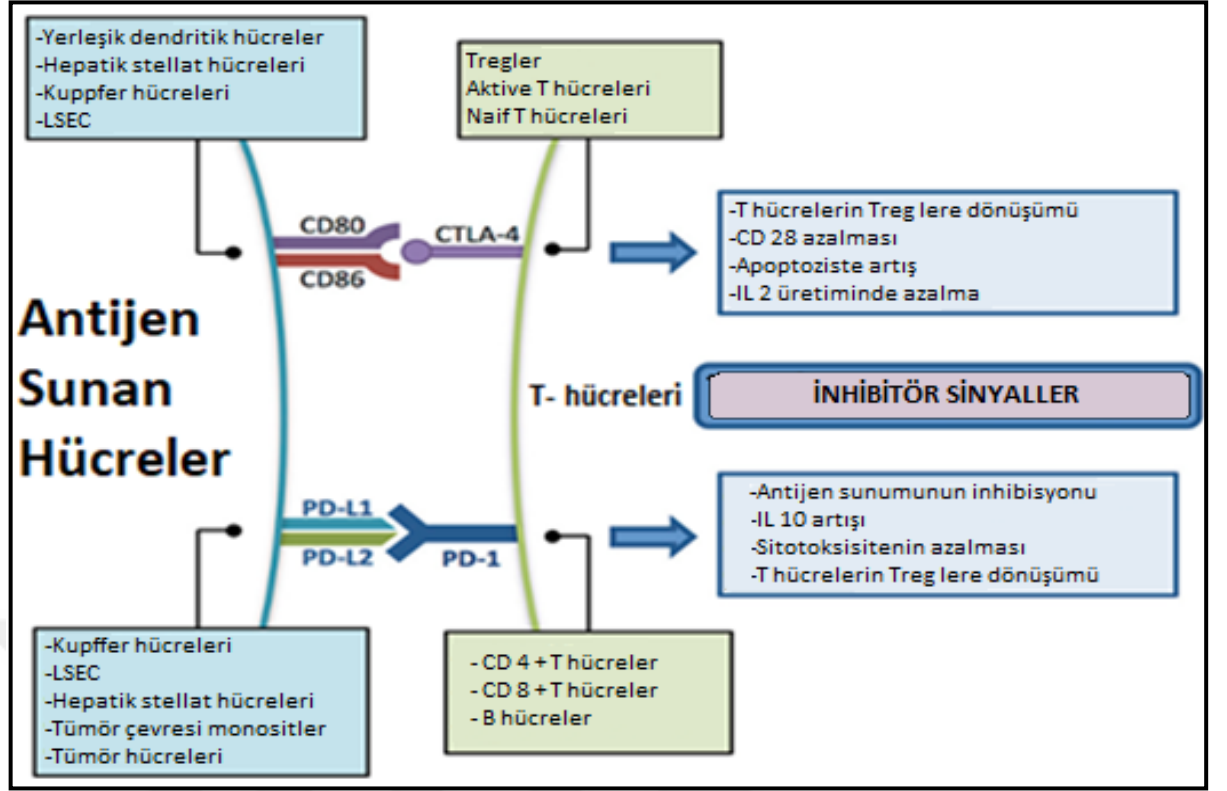 -Yerleşik dendritik hücreler
-Hepatik stellat hücreleri
-Kuppfer hücreleri
-LSEC
Tregler
Aktive T hücreleri
Naif T hücreleri
CD80
CD86
CTLA-4
-T hücrelerin Treg lere dönüşümü
-CD 28 azalması
-Apoptoziste artış
-IL 2 üretiminde azalma
Antijen
Sunan
Hücreler
T- hücreleri
İNHİBİTÖR SİNYALLER
PD-L1
PD-L2
PD-1
-Antijen sunumunun inhibisyonu
-IL 10 artışı
-Sitotoksisitenin azalması
-T hücrelerin Treg lere dönüşümü
-Kupffer hücreleri
-LSEC
-Hepatik stellat hücreleri
-Tümör çevresi monositler
-Tümör hücreleri
- CD 4 + T hücreler
- CD 8 + T hücreler
- B hücreler